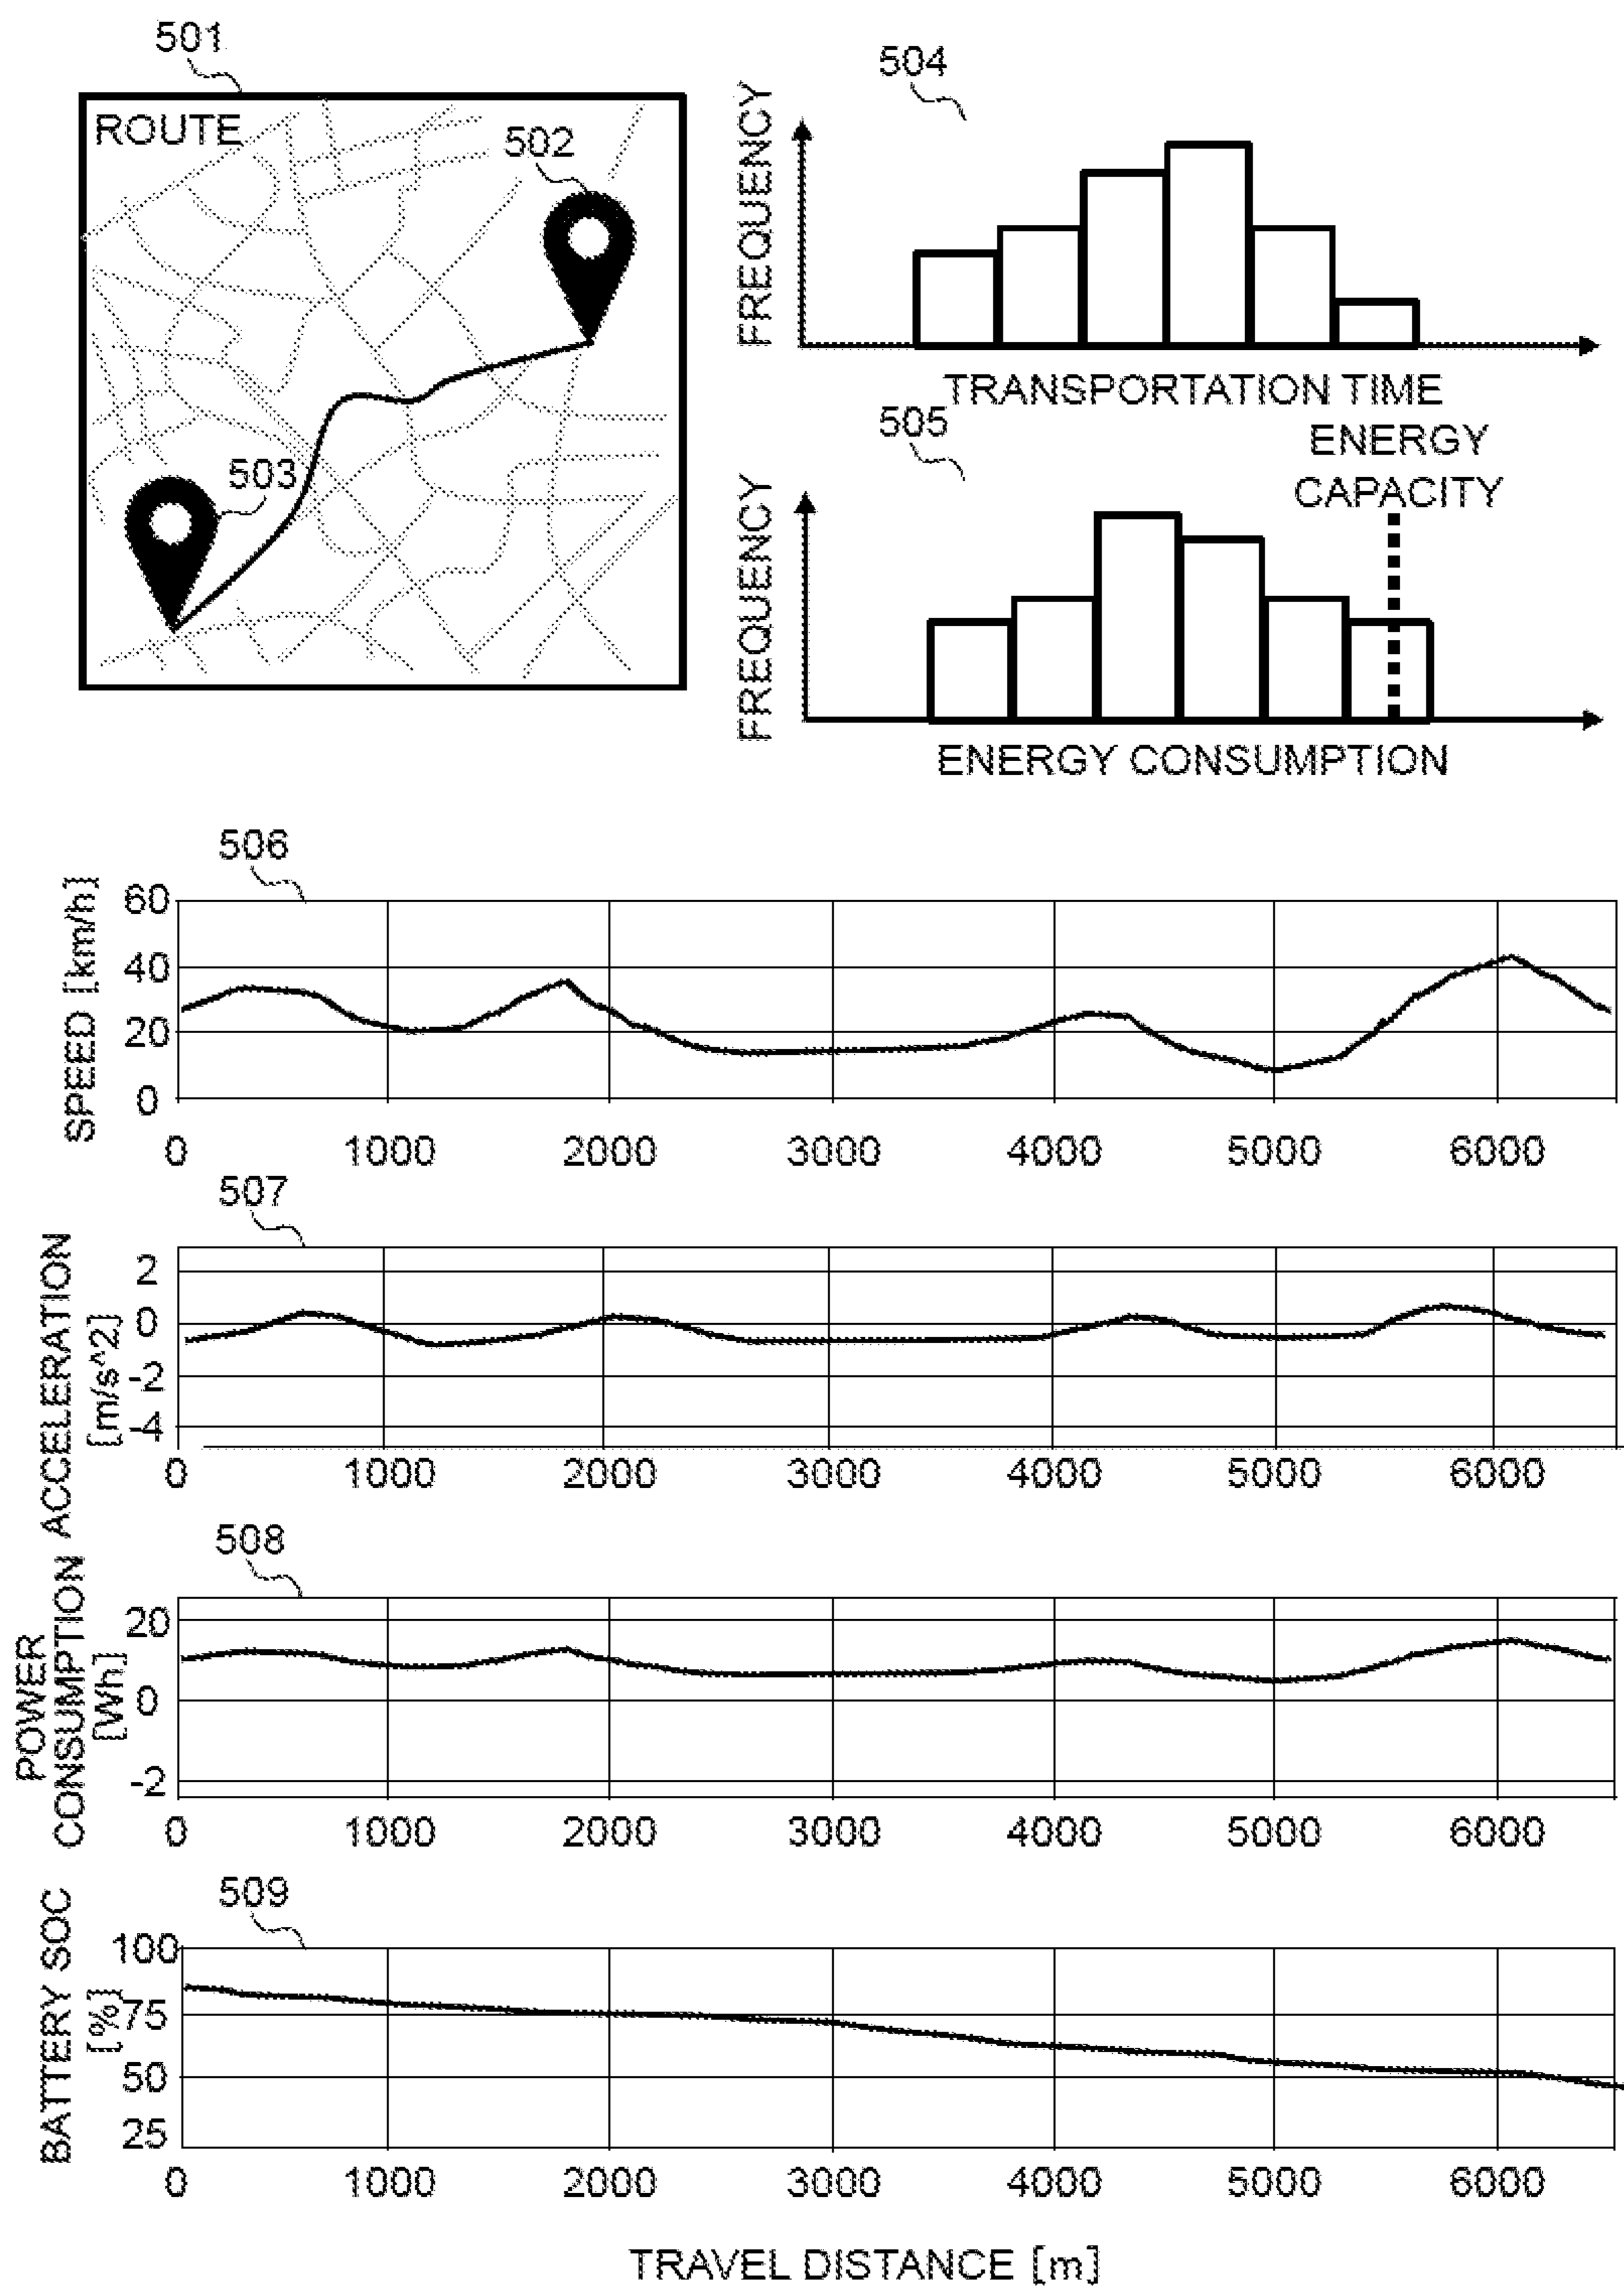 501
ROUTE
502
503
504
FREQUENCY
TRANSPORTATION TIME
505
ENERGY
CAPACITY
FREQUENCY
ENERGY CONSUMPTION
506
SPEED [km/h]
60
40
20
0
0 1000 2000 3000 4000 5000 6000
507
ACCELERATION
[m/s^2]
2
0
-2
-4
0 1000 2000 3000 4000 5000 6000
508
POWER
CONSUMPTION
[Wh]
20
0
-2
0 1000 2000 3000 4000 5000 6000
509
BATTERY SOC
[%]
100
75
50
25
0 1000 2000 3000 4000 5000 6000
TRAVEL DISTANCE [m]